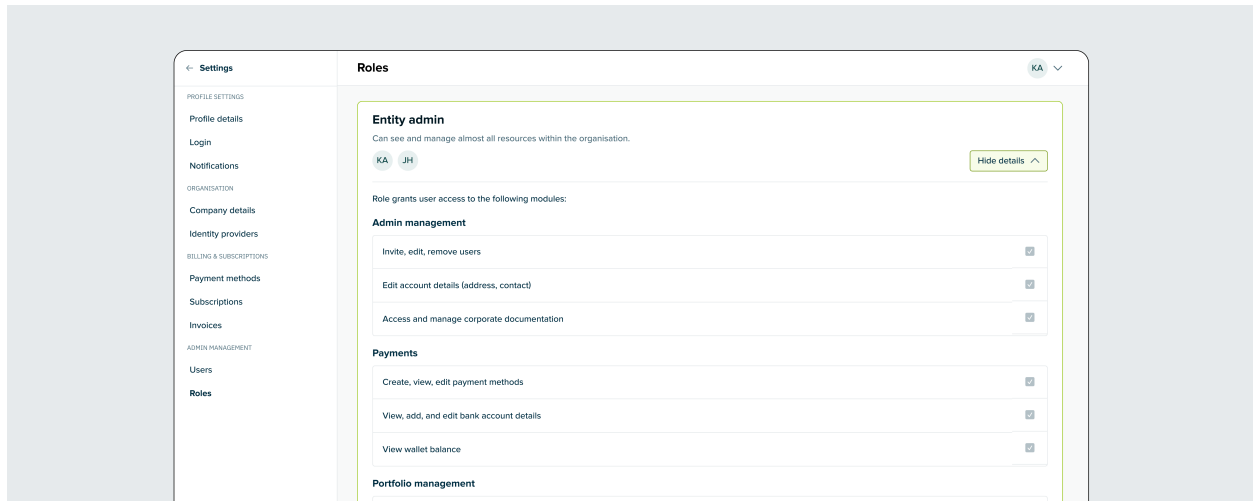 Settings
PROFILE SETTINGS
Profile details
Login
Notifications
ORGANISATION
Company details
Identity providers
BILLING & SUBSCRIPTIONS
Payment methods
Subscriptions
Invoices
ADMIN MANAGEMENT
Users
Roles
Roles
KA
Entity admin
Can see and manage almost all resources within the organisation.
KA JH
Hide details
Role grants user access to the following modules:
Admin management
Invite, edit, remove users
Edit account details (address, contact)
Access and manage corporate documentation
Payments
Create, view, edit payment methods
View, add, and edit bank account details
View wallet balance
Portfolio management